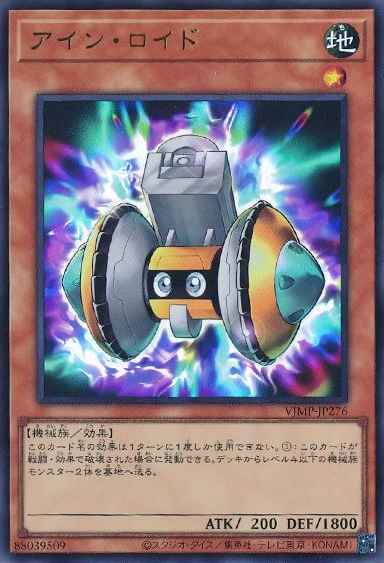 アイン・ロイド
地
VJMP-JP276
【機械族／効果】
このカード名の効果は1ターンに1度しか使用できない。①：このカードが
戦闘・効果で破壊された場合に発動できる。デッキからレベル4以下の機械族
モンスター2体を墓地へ送る。
ATK/ 200 DEF/1800
88039509 ©スタジオ・ダイス/集英社・テレビ東京・KONAMI